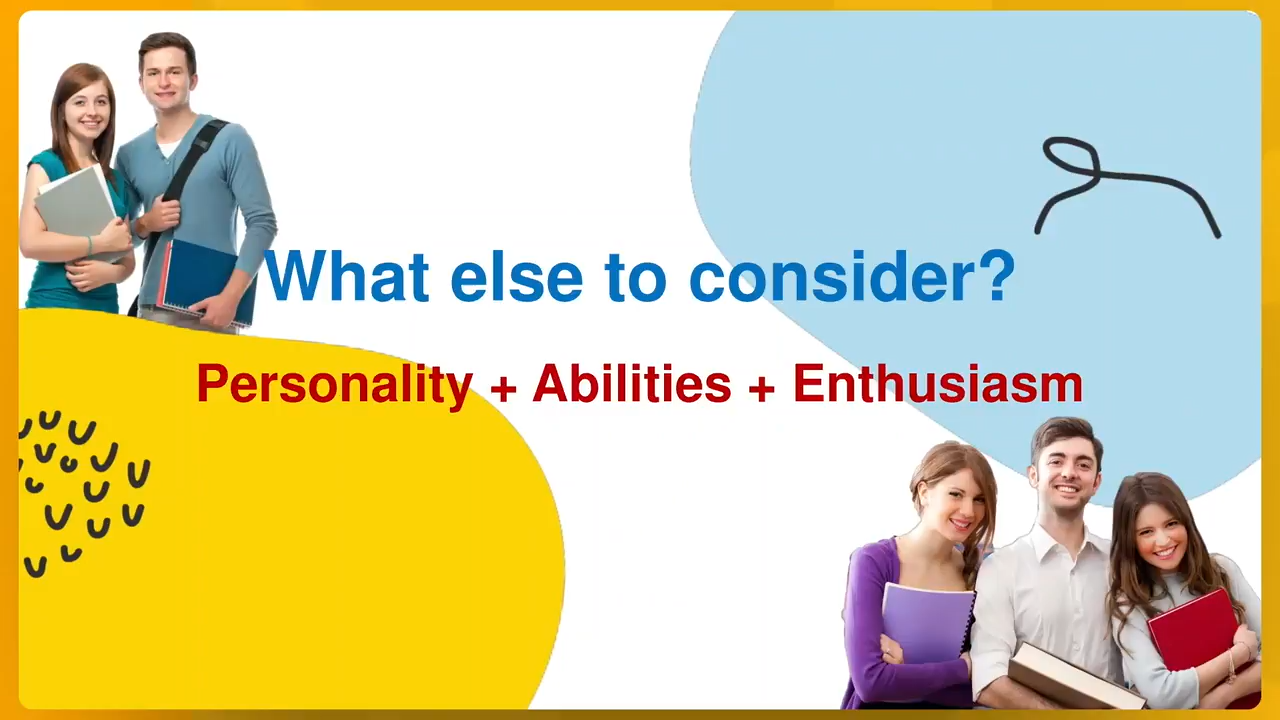 What else to consider?
Personality + Abilities + Enthusiasm